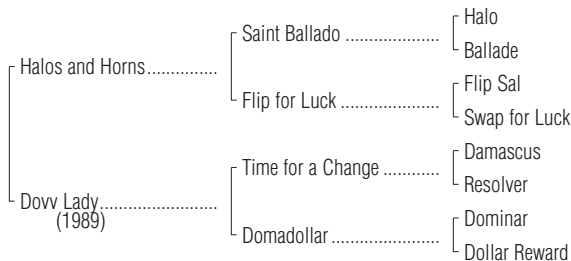 Halo
Saint Ballado ....................
Ballade
Halos and Horns...............
Flip Sal
Flip for Luck .....................
Swap for Luck
Damascus
Time for a Change ............
Resolver
Dovv Lady.........................
(1989)
Dominar
Domadollar .......................
Dollar Reward